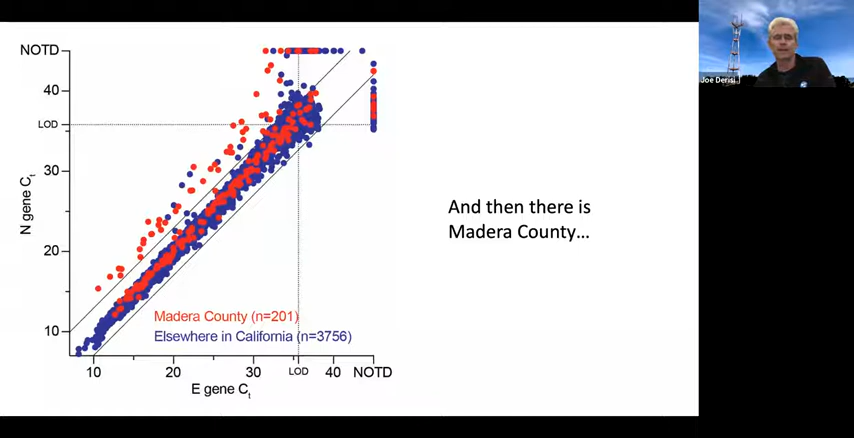 NOTD
40
LOD
30
20
10
N gene Ct
Madera County (n=201)
Elsewhere in California (n=3756)
10
20
30
LOD
40
NOTD
E gene Ct
And then there is
Madera County…
Joe Derisi